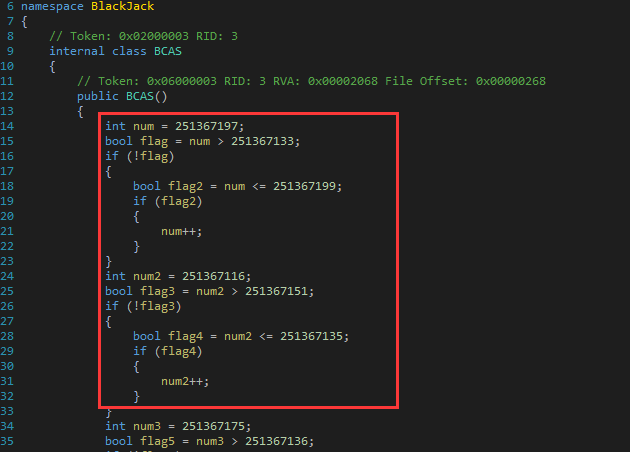 6 namespace BlackJack
7 {
8 // Token: 0x02000003 RID: 3
9 internal class BCAS
10 {
11 // Token: 0x06000003 RID: 3 RVA: 0x00002068 File Offset: 0x00000268
12 public BCAS()
13 {
14 int num = 251367197;
15 bool flag = num > 251367133;
16 if (!flag)
17 {
18 bool flag2 = num <= 251367199;
19 if (flag2)
20 {
21 num++;
22 }
23 }
24 int num2 = 251367116;
25 bool flag3 = num2 > 251367151;
26 if (!flag3)
27 {
28 bool flag4 = num2 <= 251367135;
29 if (flag4)
30 {
31 num2++;
32 }
33 }
34 int num3 = 251367175;
35 bool flag5 = num3 > 251367136;